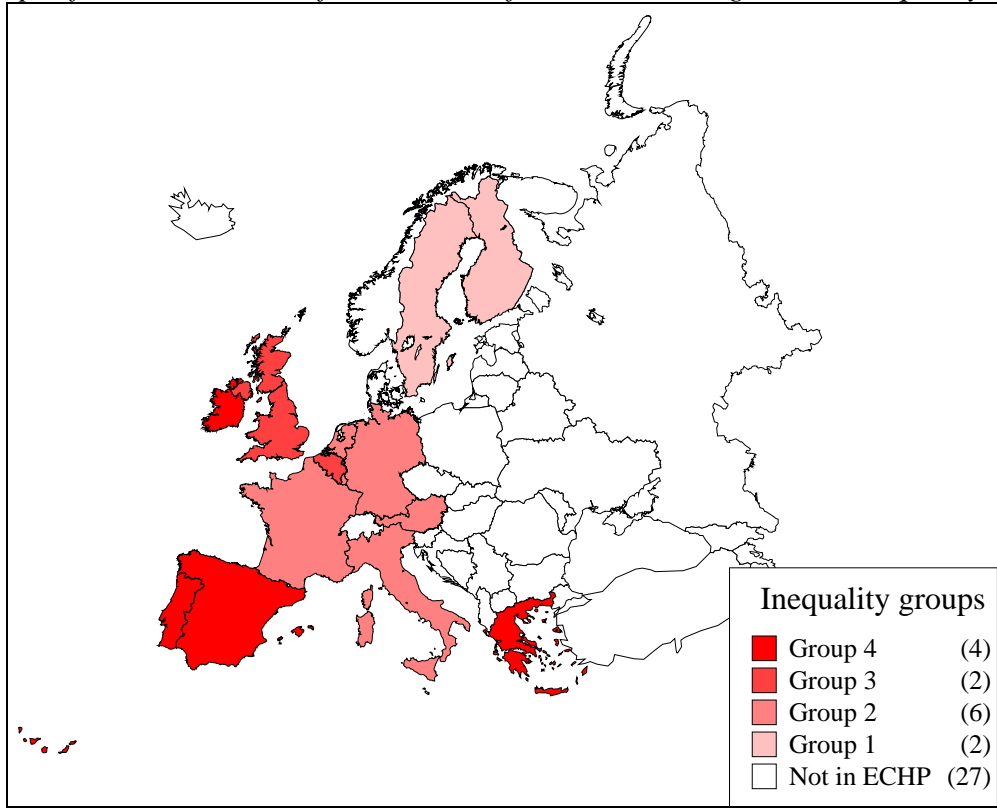 Inequality groups
Group 4 (4)
Group 3 (2)
Group 2 (6)
Group 1 (2)
Not in ECHP (27)